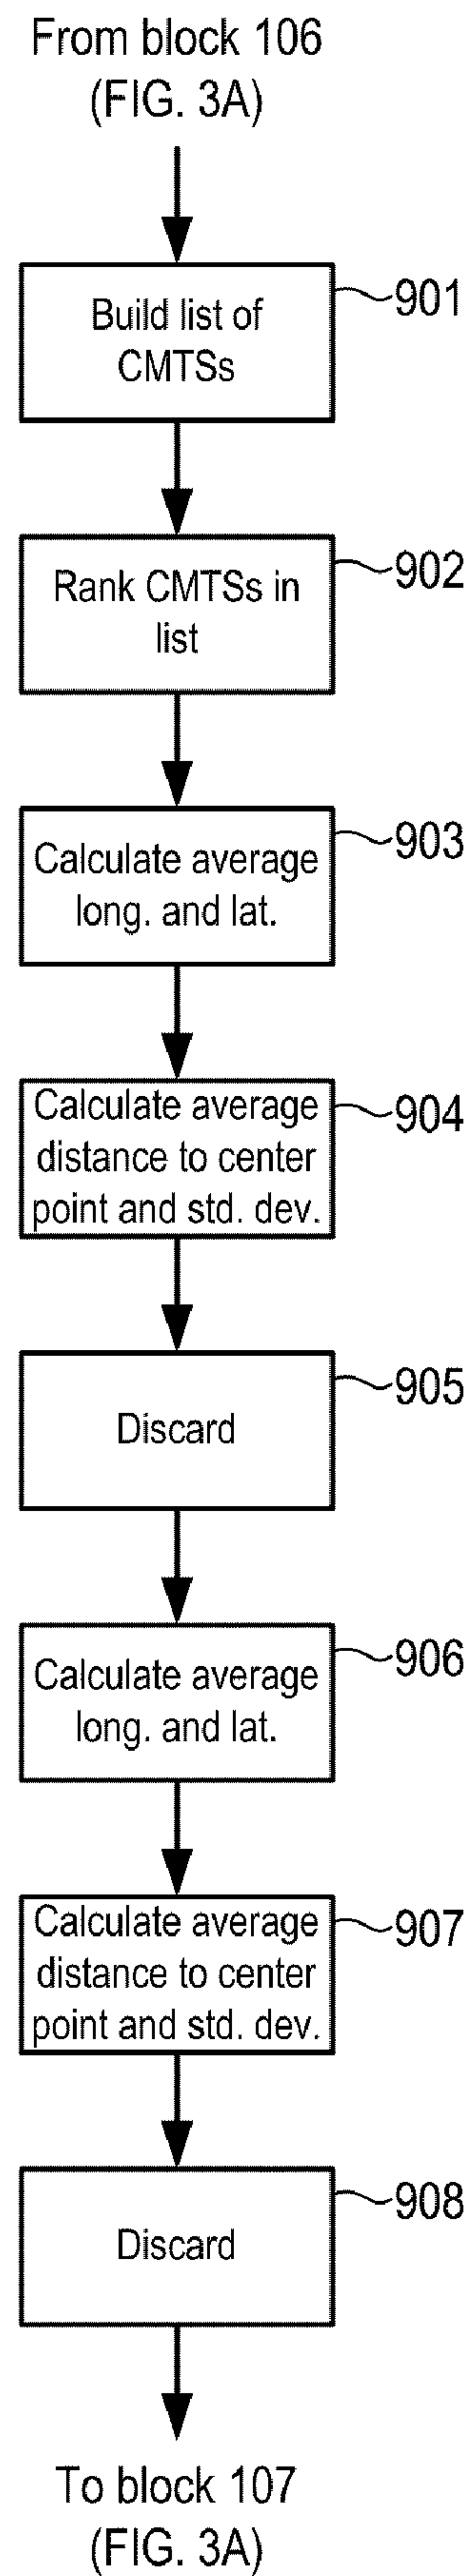 From block 106
(FIG. 3A)
Build list of
CMTSs
901
Rank CMTSs in
list
902
Calculate average
long. and lat.
903
Calculate average
distance to center
point and std. dev.
904
Discard
905
Calculate average
long. and lat.
906
Calculate average
distance to center
point and std. dev.
907
Discard
908
To block 107
(FIG. 3A)